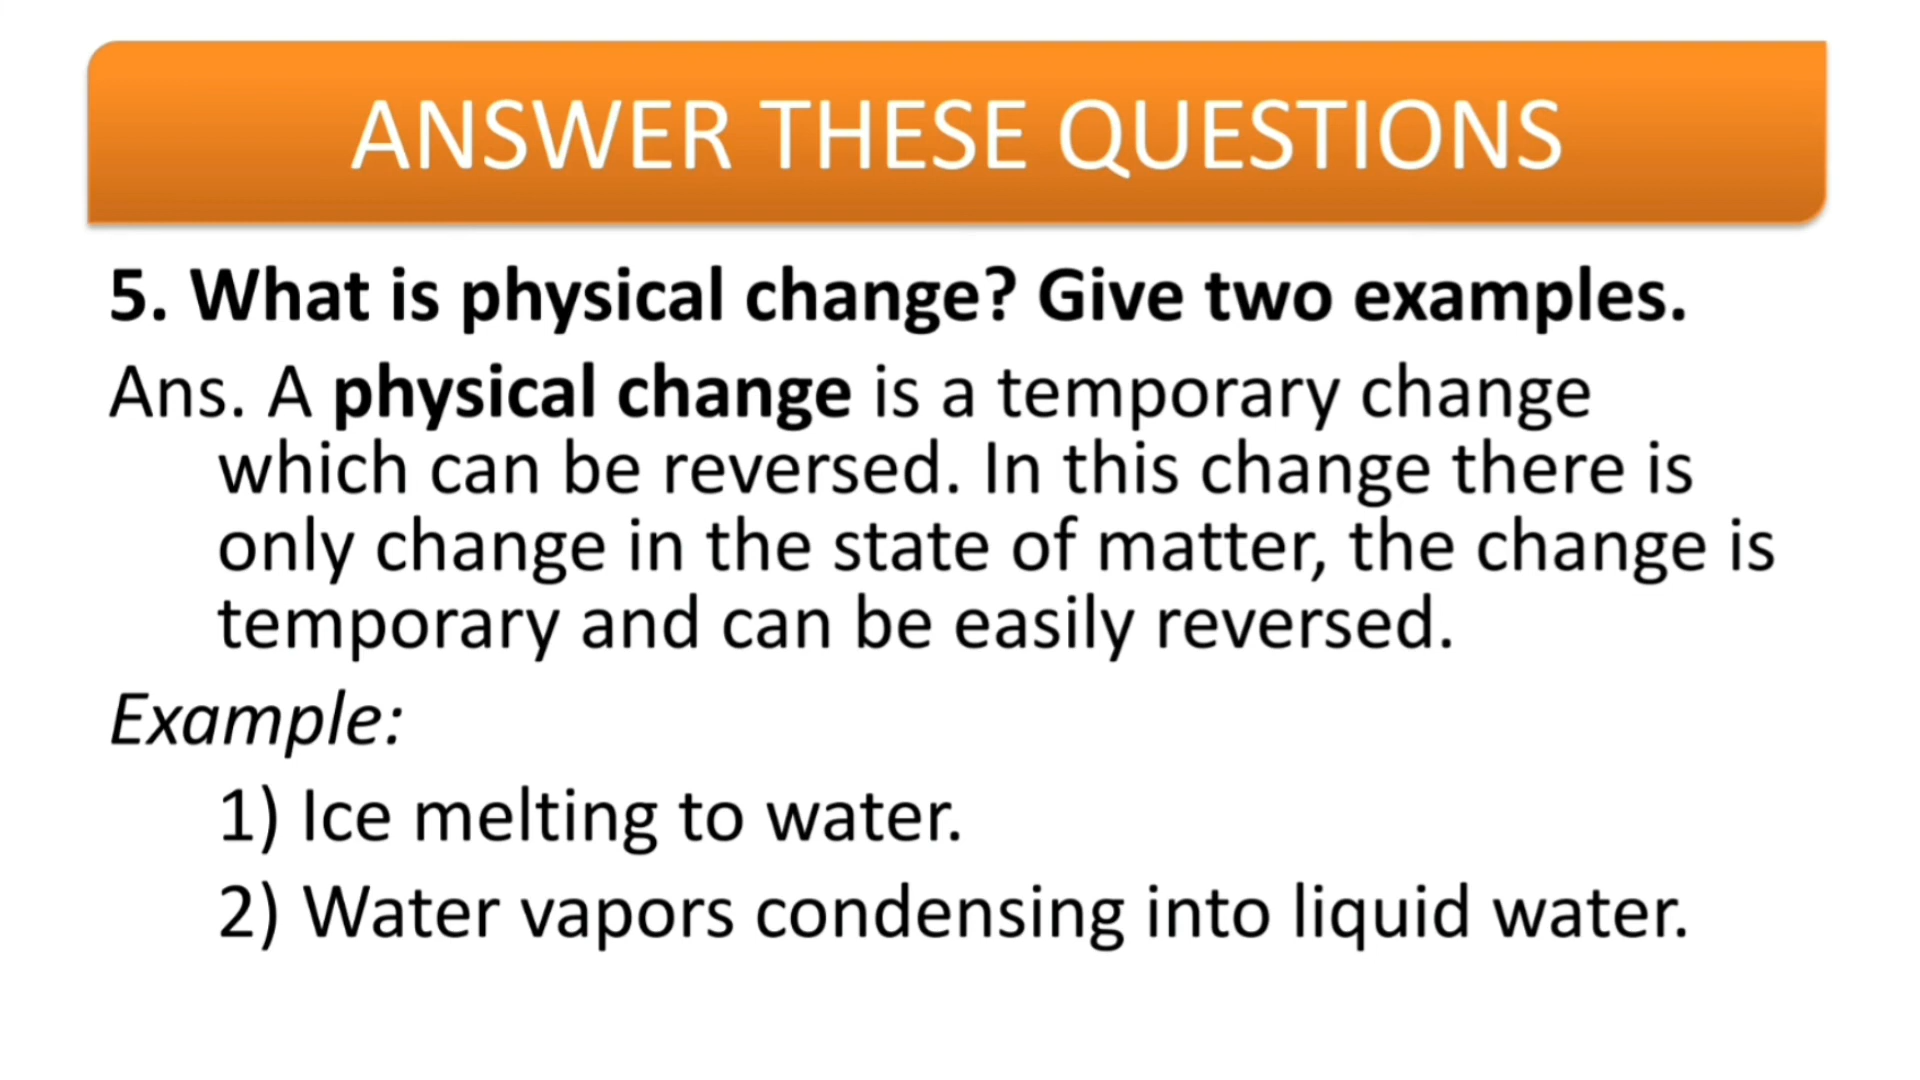 ANSWER THESE QUESTIONS
5. What is physical change? Give two examples.
Ans. A physical change is a temporary change
which can be reversed. In this change there is
only change in the state of matter, the change is
temporary and can be easily reversed.
Example:
1) Ice melting to water.
2) Water vapors condensing into liquid water.